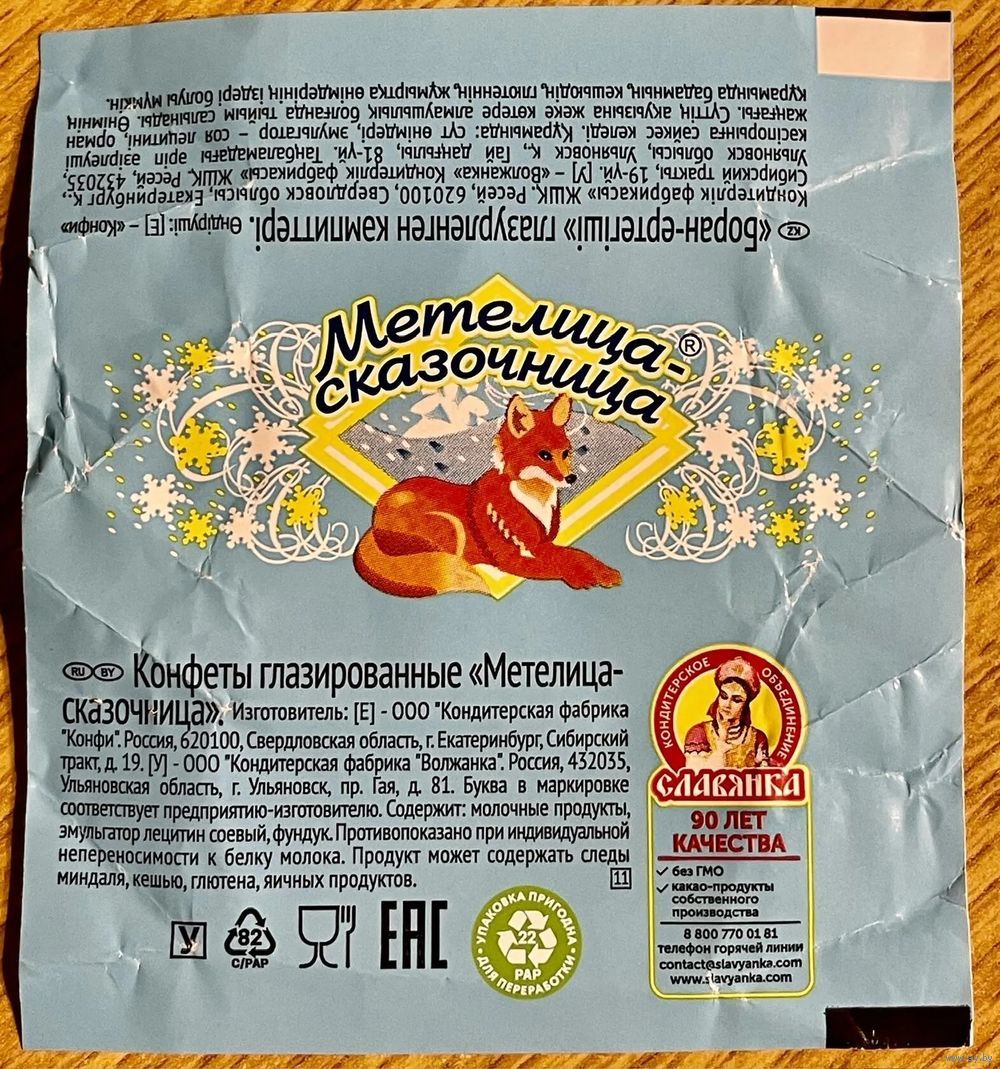 «Боран-ертегіші» глазурленген кәмпиттері. Өндіруші: [Е] – «Конфи»
Кондитерлік фабрикасы» ЖШҚ, Ресей, 620100, Свердловск облысы, Екатеринбург қ.,
Сибирский тракты, 19-үй. [У] – «Волжанка» Кондитерлік фабрикасы» ЖШҚ, Ресей, 432035,
Ульяновск облысы, Ульяновск қ., Гай даңғылы, 81-үй. Таңбаламадағы әріп әзірлеуші
кәсіпорынға сәйкес келеді. Құрамында: сүт өнімдері, эмульгатор – соя лецитині, орман
жаңғағы. Сүттің ақуызына жеке көтере алмаушылық болғанда тыйым салынады. Өнімнің
құрамында бадамның, кешьюдің, глютеннің, жұмыртқа өнімдерінің іздері болуы мүмкін.
KZ
Метелица-®
сказочница
RU BY Конфеты глазированные «Метелица-
сказочница». Изготовитель: [Е] - ООО "Кондитерская фабрика
"Конфи". Россия, 620100, Свердловская область, г. Екатеринбург, Сибирский
тракт, д. 19. [У] - ООО "Кондитерская фабрика "Волжанка". Россия, 432035,
Ульяновская область, г. Ульяновск, пр. Гая, д. 81. Буква в маркировке
соответствует предприятию-изготовителю. Содержит: молочные продукты,
эмульгатор лецитин соевый, фундук. Противопоказано при индивидуальной
непереносимости к белку молока. Продукт может содержать следы
миндаля, кешью, глютена, яичных продуктов.
11
У
82
C/PAP
EAC
УПАКОВКА ПРИГОДНА
ДЛЯ ПЕРЕРАБОТКИ
22
PAP
КОНДИТЕРСКОЕ ОБЪЕДИНЕНИЕ
СЛАВЯНКА
90 ЛЕТ
КАЧЕСТВА
без ГМО
какао-продукты
собственного
производства
8 800 770 01 81
телефон горячей линии
contact@slavyanka.com
www.slavyanka.com
www.ay.by